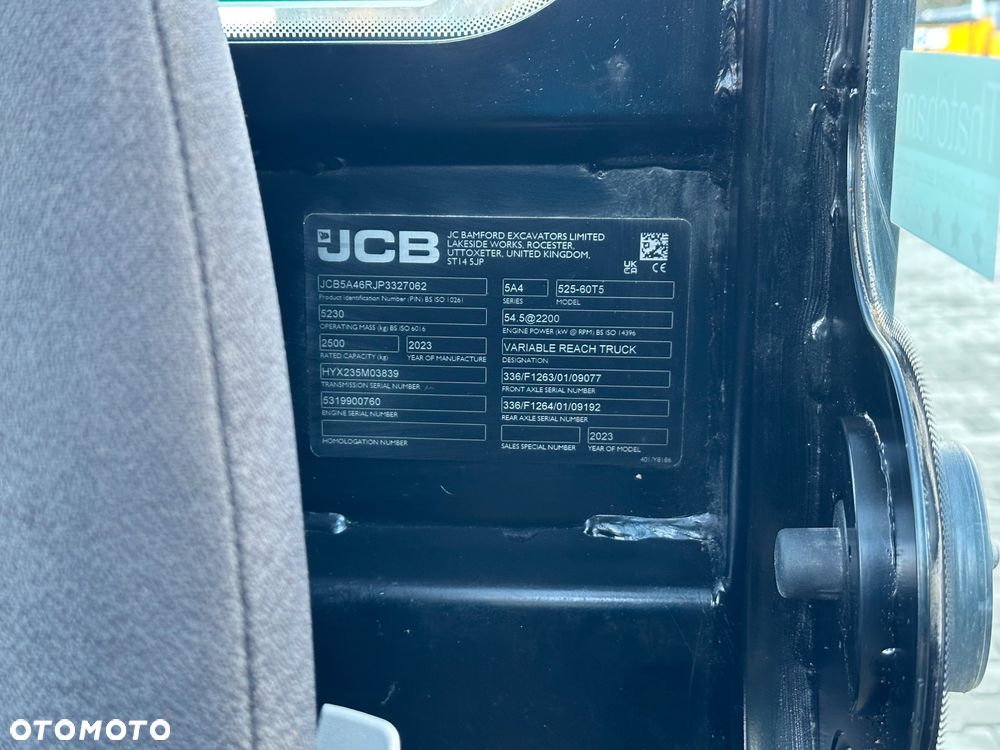 Thatcham
JCB
JC BAMFORD EXCAVATORS LIMITED
LAKESIDE WORKS, ROCESTER,
UTTOXETER, UNITED KINGDOM,
ST14 5JP
UK
CA
CE
JCB5A46RJP3327062
Product Identification Number (PIN) BS ISO 10261
5A4
SERIES
525-60T5
MODEL
5230
OPERATING MASS (kg) BS ISO 6016
54.5@2200
ENGINE POWER (kW @ RPM) BS ISO 14396
2500
RATED CAPACITY (kg)
2023
YEAR OF MANUFACTURE
VARIABLE REACH TRUCK
DESIGNATION
HYX235M03839
TRANSMISSION SERIAL NUMBER
336/F1263/01/09077
FRONT AXLE SERIAL NUMBER
5319900760
ENGINE SERIAL NUMBER
336/F1264/01/09192
REAR AXLE SERIAL NUMBER
HOMOLOGATION NUMBER
SALES SPECIAL NUMBER
2023
YEAR OF MODEL
401/Y8186
OTOMOTO